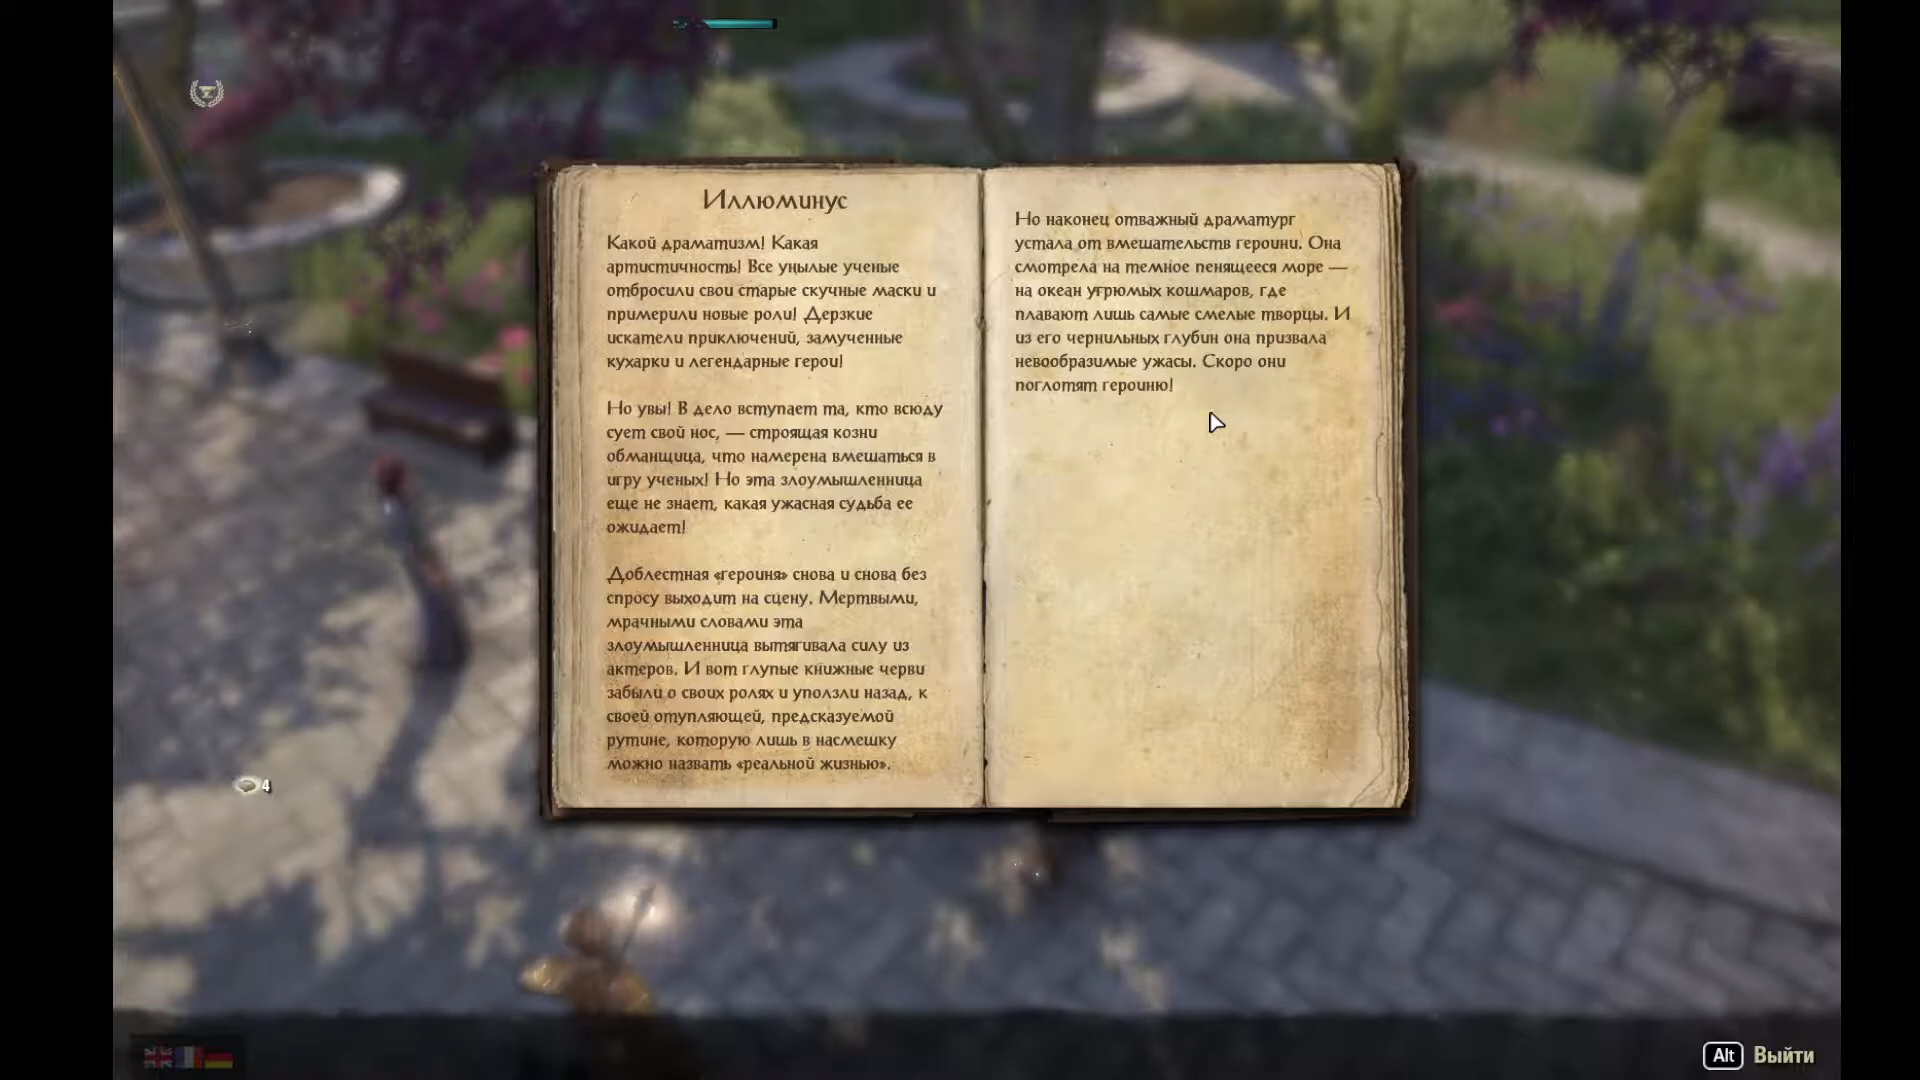 Иллюминус
Какой драматизм! Какая
артистичность! Все унылые ученые
отбросили свои старые скучные маски и
примерили новые роли! Дерзкие
искатели приключений, замученные
кухарки и легендарные герои!
Но увы! В дело вступает та, кто всюду
сует свой нос, — строящая козни
обманщица, что намерена вмешаться в
игру ученых! Но эта злоумышленница
еще не знает, какая ужасная судьба ее
ожидает!
Доблестная «героиня» снова и снова без
спросу выходит на сцену. Мертвыми,
мрачными словами эта
злоумышленница вытягивала силу из
актеров. И вот глупые книжные черви
забыли о своих ролях и уползли назад, к
своей отупляющей, предсказуемой
рутине, которую лишь в насмешку
можно назвать «реальной жизнью».
Но наконец отважный драматург
устала от вмешательств героини. Она
смотрела на темное пенящееся море —
на океан угрюмых кошмаров, где
плавают лишь самые смелые творцы. И
из его чернильных глубин она призвала
невообразимые ужасы. Скоро они
поглотят героиню!
4
Alt Выйти